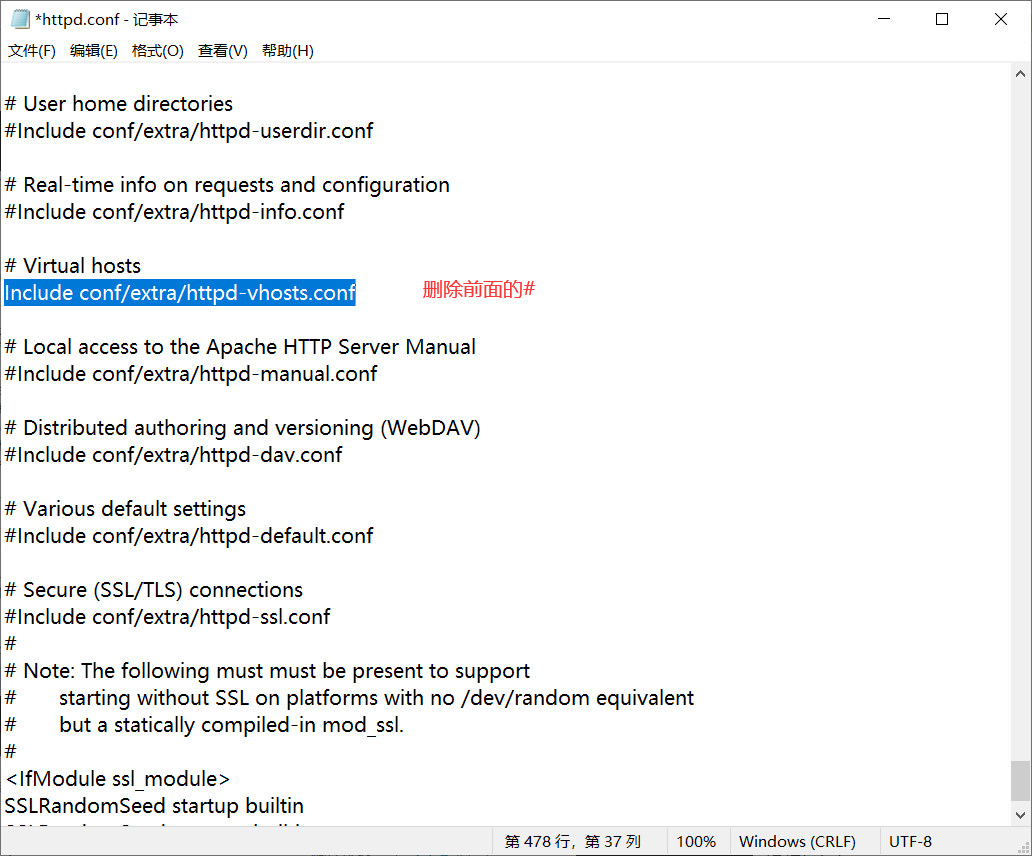 *httpd.conf - 记事本
文件(F) 编辑(E) 格式(O) 查看(V) 帮助(H)
# User home directories
#Include conf/extra/httpd-userdir.conf
# Real-time info on requests and configuration
#Include conf/extra/httpd-info.conf
# Virtual hosts
Include conf/extra/httpd-vhosts.conf 删除前面的#
# Local access to the Apache HTTP Server Manual
#Include conf/extra/httpd-manual.conf
# Distributed authoring and versioning (WebDAV)
#Include conf/extra/httpd-dav.conf
# Various default settings
#Include conf/extra/httpd-default.conf
# Secure (SSL/TLS) connections
#Include conf/extra/httpd-ssl.conf
#
# Note: The following must must be present to support
#       starting without SSL on platforms with no /dev/random equivalent
#       but a statically compiled-in mod_ssl.
#
<IfModule ssl_module>
SSLRandomSeed startup builtin
第 478 行，第 37 列 100% Windows (CRLF) UTF-8